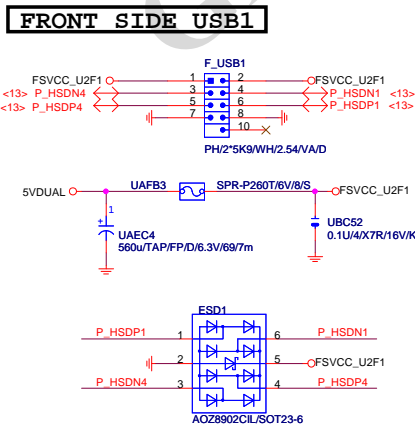 FRONT SIDE USB1
F_USB1
FSVCC_U2F1 1 2 FSVCC_U2F1
<13> P_HSDN4 3 4 P_HSDN1 <13>
<13> P_HSDP4 5 6 P_HSDP1 <13>
7 8
10
PH/2*5K9/WH/2.54/VA/D
5VDUAL UAFB3 SPR-P260T/6V/8/S FSVCC_U2F1
1
UAEC4
560u/TAP/FP/D/6.3V/69/7m
UBC52
0.1U/4/X7R/16V/K
ESD1
P_HSDP1 1 6 P_HSDN1
2 5 FSVCC_U2F1
P_HSDN4 3 4 P_HSDP4
AOZ8902CIL/SOT23-6